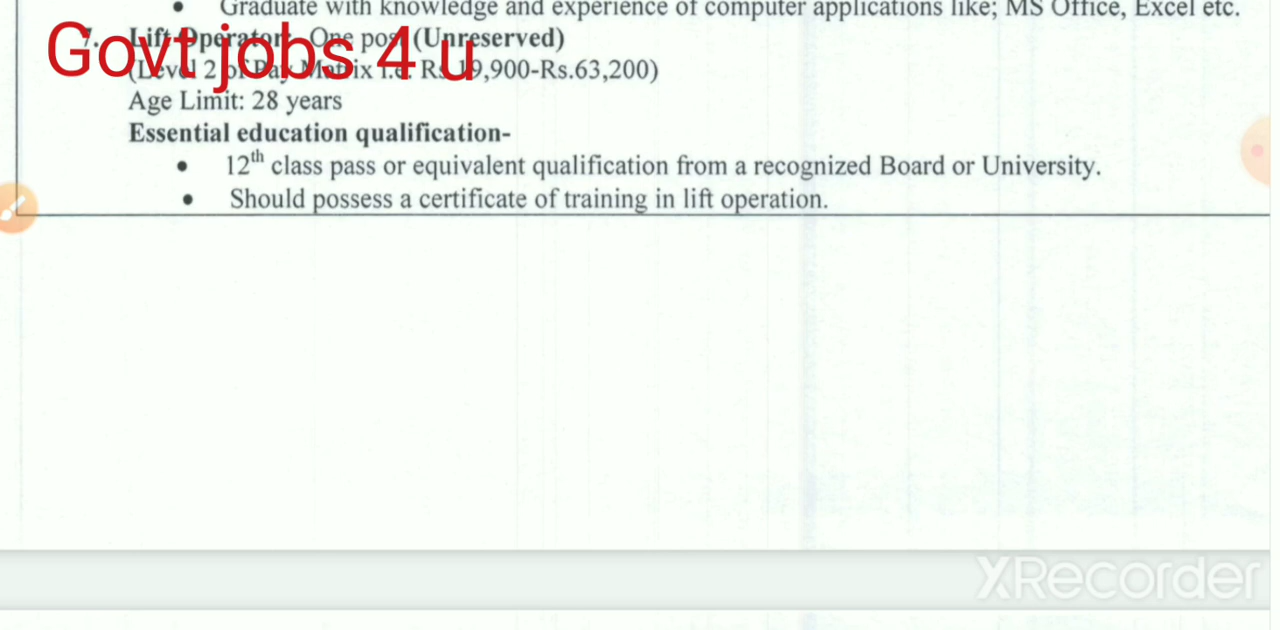 Graduate with knowledge and experience of computer applications like; MS Office, Excel etc.
7. Lift Operator: One post (Unreserved)
Govt jobs 4 u
(Level 2 of Pay Matrix i.e. Rs.19,900-Rs.63,200)
Age Limit: 28 years
Essential education qualification-
12th class pass or equivalent qualification from a recognized Board or University.
Should possess a certificate of training in lift operation.
XRecorder